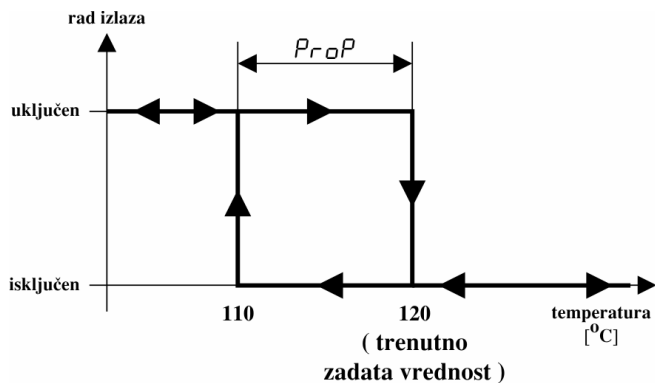 rad izlaza
ProP
uključen
isključen
110
120
temperatura
[°C]
( trenutno
zadata vrednost )